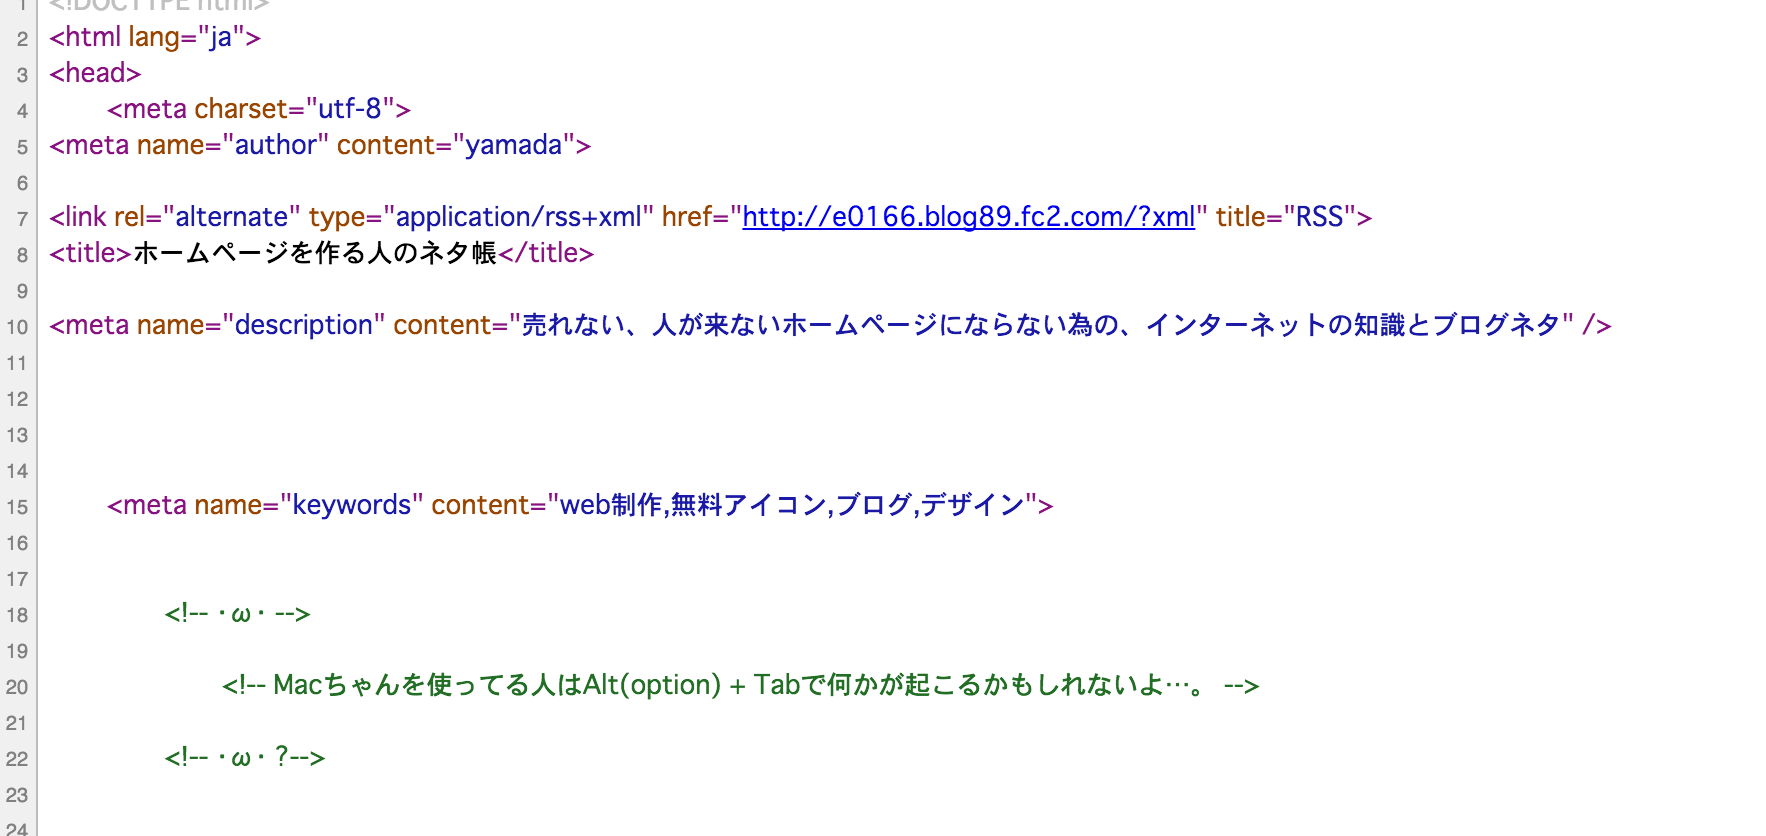 1 <!DOCTYPE html>
2 <html lang="ja">
3 <head>
4 <meta charset="utf-8">
5 <meta name="author" content="yamada">
6
7 <link rel="alternate" type="application/rss+xml" href="http://e0166.blog89.fc2.com/?xml" title="RSS">
8 <title>ホームページを作る人のネタ帳</title>
9
10 <meta name="description" content="売れない、人が来ないホームページにならない為の、インターネットの知識とブログネタ" />
11
12
13
14
15 <meta name="keywords" content="web制作,無料アイコン,ブログ,デザイン">
16
17
18 <!-- ・ω・ -->
19
20 <!-- Macちゃんを使ってる人はAlt(option) + Tabで何かが起こるかもしれないよ…。 -->
21
22 <!-- ・ω・?-->
23
24